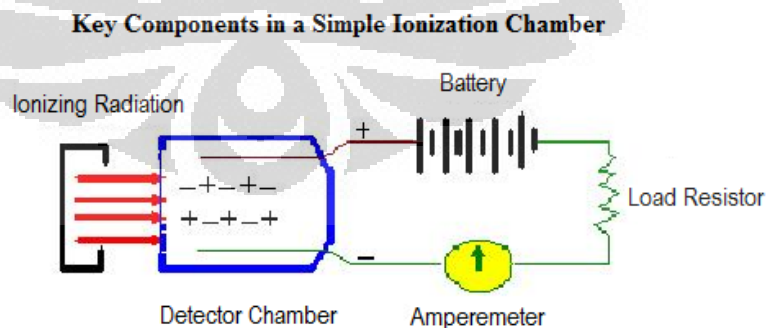 Key Components in a Simple Ionization Chamber
Battery
Ionizing Radiation
+
_+_+_
+_+_+
Load Resistor
–
Detector Chamber
Amperemeter